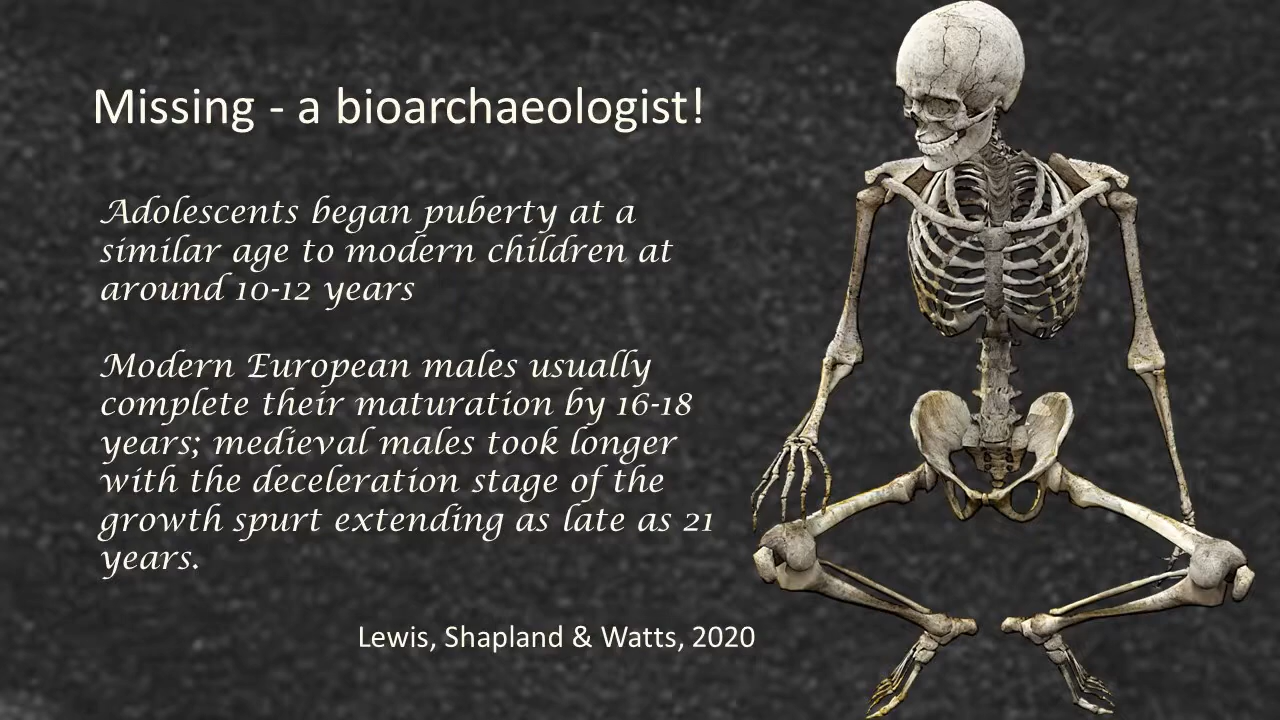 Missing - a bioarchaeologist!
Adolescents began puberty at a
similar age to modern children at
around 10-12 years
Modern European males usually
complete their maturation by 16-18
years; medieval males took longer
with the deceleration stage of the
growth spurt extending as late as 21
years.
Lewis, Shapland & Watts, 2020